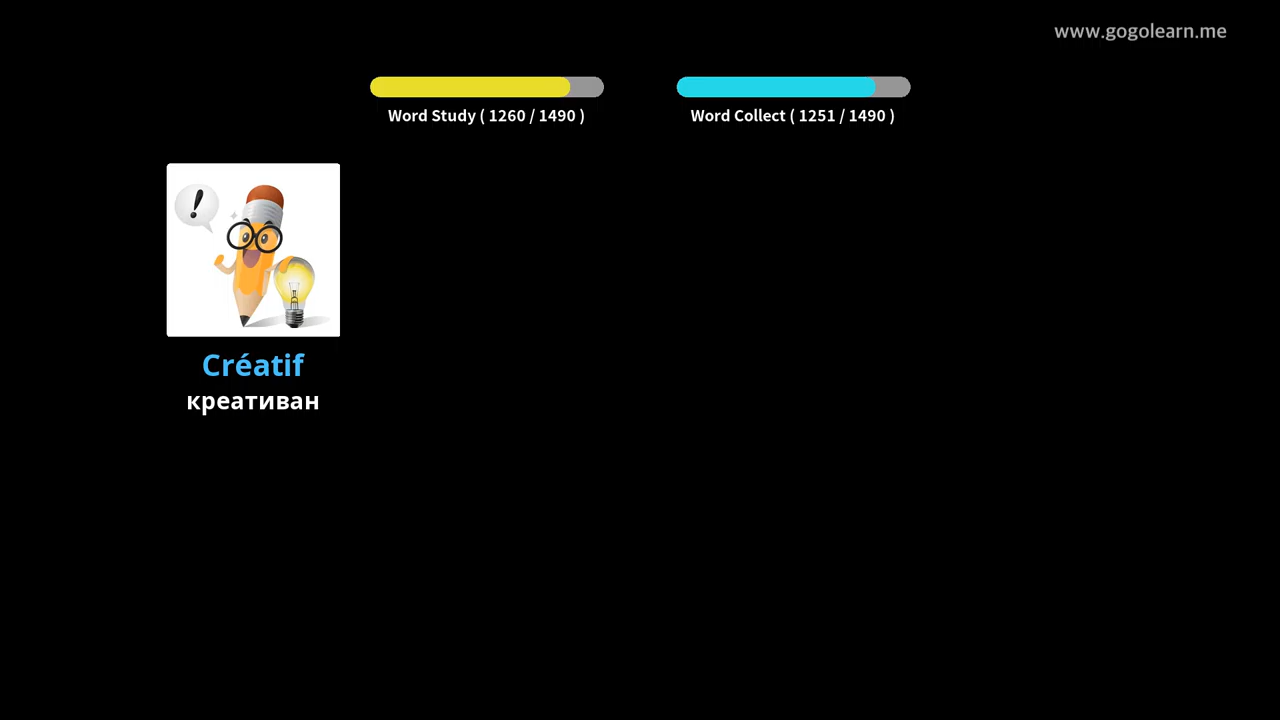 www.gogolearn.me
Word Study ( 1260 / 1490 )
Word Collect ( 1251 / 1490 )
!
Créatif
креативан